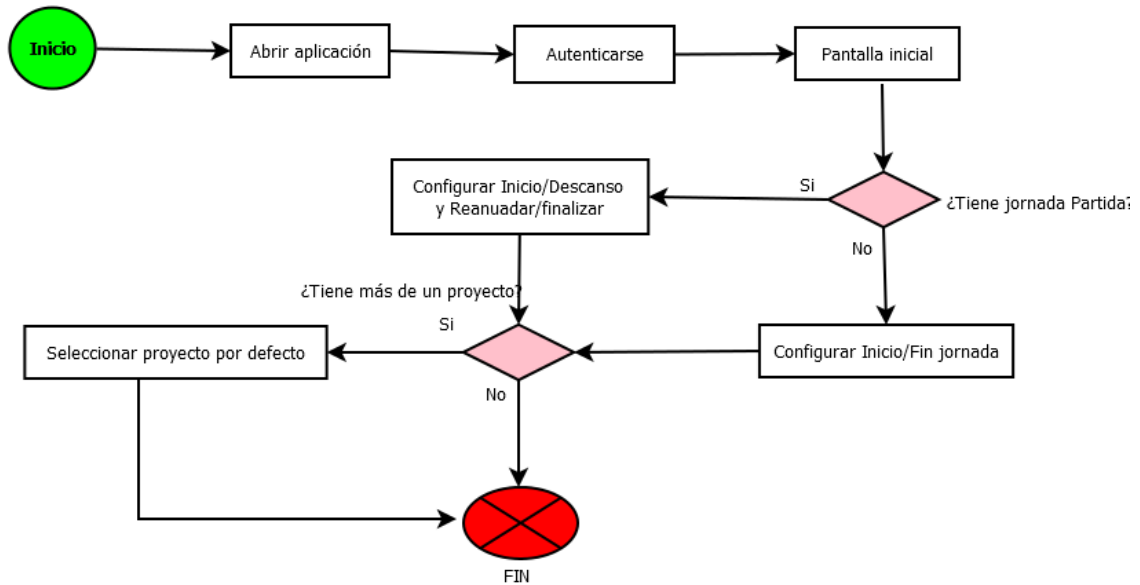 Inicio
Abrir aplicación
Autenticarse
Pantalla inicial
Configurar Inicio/Descanso
y Reanuadar/finalizar
Si
¿Tiene jornada Partida?
No
¿Tiene más de un proyecto?
Si
Seleccionar proyecto por defecto
Configurar Inicio/Fin jornada
No
FIN